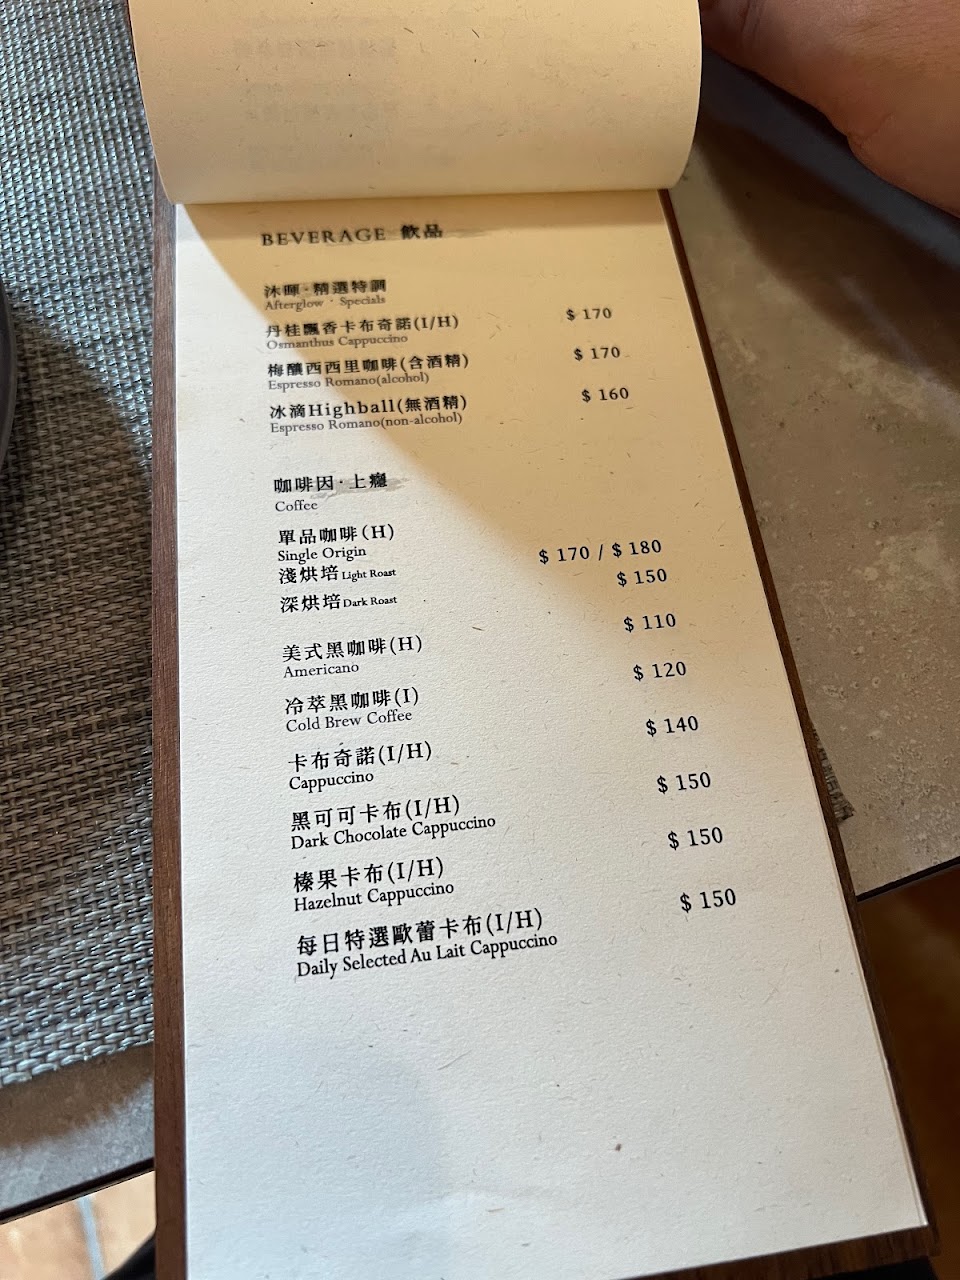 BEVERAGE 飲品
沐暉·精選特調
Afterglow · Specials
丹桂飄香卡布奇諾(I/H) $ 170
Osmanthus Cappuccino
梅釀西西里咖啡(含酒精) $ 170
Espresso Romano(alcohol)
冰滴Highball(無酒精) $ 160
Espresso Romano(non-alcohol)
咖啡因·上癮
Coffee
單品咖啡(H)
Single Origin
淺烘培 Light Roast $ 170 / $ 180
深烘培 Dark Roast $ 150
美式黑咖啡(H) $ 110
Americano
冷萃黑咖啡(I) $ 120
Cold Brew Coffee
卡布奇諾(I/H) $ 140
Cappuccino
黑可可卡布(I/H) $ 150
Dark Chocolate Cappuccino
榛果卡布(I/H) $ 150
Hazelnut Cappuccino
每日特選歐蕾卡布(I/H) $ 150
Daily Selected Au Lait Cappuccino